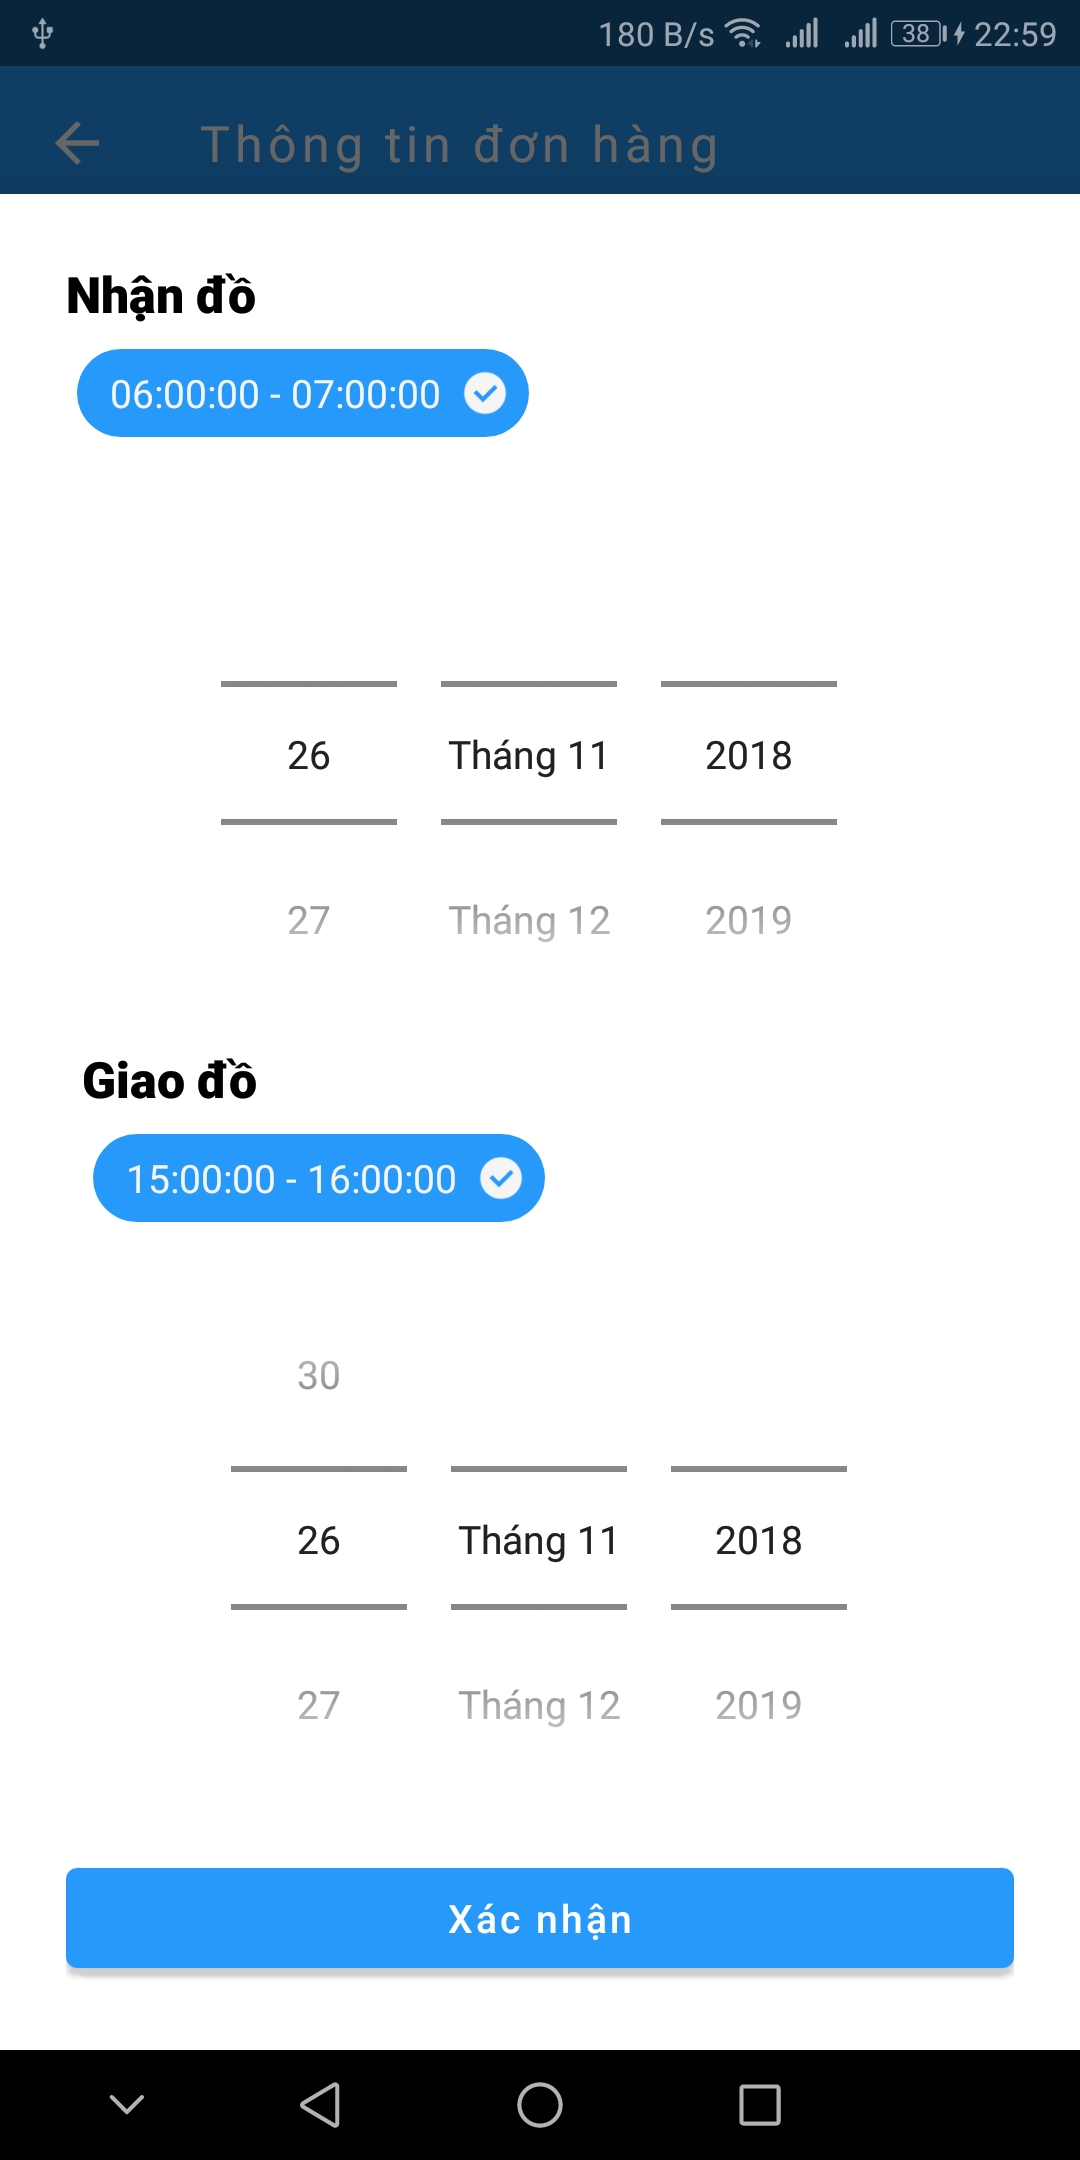 180 B/s 38 22:59
Thông tin đơn hàng
Nhận đồ
06:00:00 - 07:00:00
26 Tháng 11 2018
27 Tháng 12 2019
Giao đồ
15:00:00 - 16:00:00
30
26 Tháng 11 2018
27 Tháng 12 2019
Xác nhận